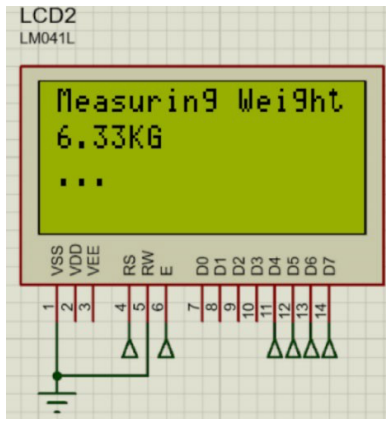 LCD2
LM041L
Measuring Weight
6.33KG
...
VSS VDD VEE RS RW E D0 D1 D2 D3 D4 D5 D6 D7
1 2 3 4 5 6 7 8 9 10 11 12 13 14